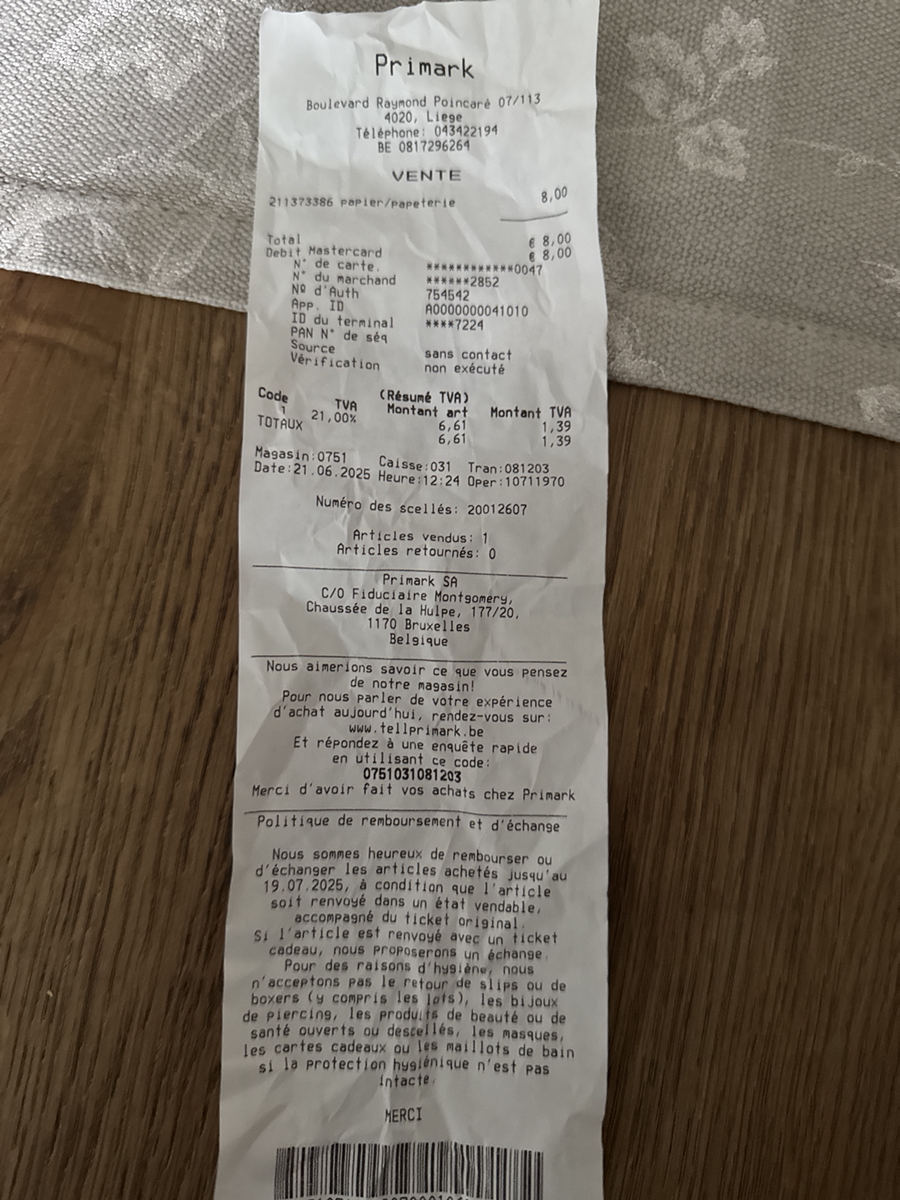 Primark
Boulevard Raymond Poincaré 07/113
4020, Liege
Téléphone: 043422194
BE 0817296264
VENTE
211373386 papier/papeterie 8,00
Total € 8,00
Debit Mastercard € 8,00
N° de carte. ************0047
N° du marchand ******2852
Nº d'Auth 754542
App. ID A0000000041010
ID du terminal ****7224
PAN N° de séq
Source sans contact
Vérification non exécuté
(Résumé TVA)
Code TVA Montant art Montant TVA
1 21,00% 6,61 1,39
TOTAUX 6,61 1,39
Magasin:0751 Caisse:031 Tran:081203
Date:21.06.2025 Heure:12:24 Oper:10711970
Numéro des scellés: 20012607
Articles vendus: 1
Articles retournés: 0
Primark SA
C/O Fiduciaire Montgomery,
Chaussée de la Hulpe, 177/20,
1170 Bruxelles
Belgique
Nous aimerions savoir ce que vous pensez
de notre magasin!
Pour nous parler de votre expérience
d'achat aujourd'hui, rendez-vous sur:
www.tellprimark.be
Et répondez à une enquête rapide
en utilisant ce code:
0751031081203
Merci d'avoir fait vos achats chez Primark
Politique de remboursement et d'échange
Nous sommes heureux de rembourser ou
d'échanger les articles achetés jusqu'au
19.07.2025, à condition que l'article
soit renvoyé dans un état vendable,
accompagné du ticket original.
Si l'article est renvoyé avec un ticket
cadeau, nous proposerons un échange.
Pour des raisons d'hygiène, nous
n'acceptons pas le retour de slips ou de
boxers (y compris les lots), les bijoux
de piercing, les produits de beauté ou de
santé ouverts ou descellés, les masques,
les cartes cadeaux ou les maillots de bain
si la protection hygiénique n'est pas
intacte.
MERCI